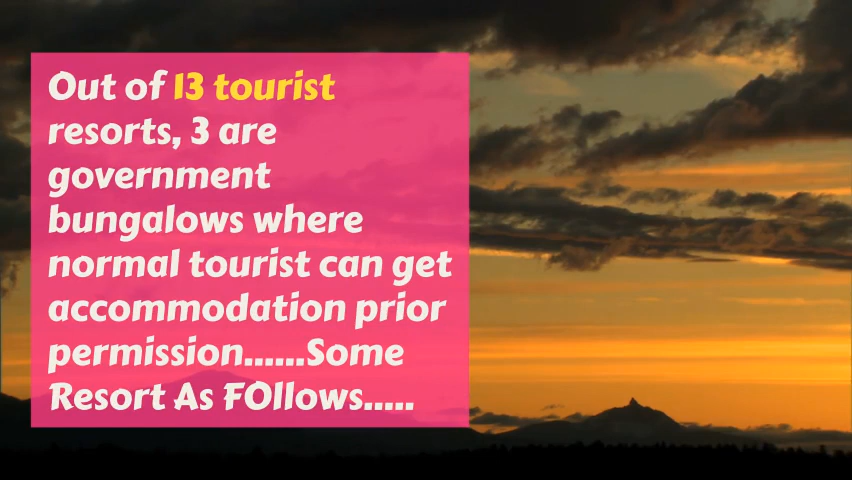 Out of 13 tourist
resorts, 3 are
government
bungalows where
normal tourist can get
accommodation prior
permission......Some
Resort As FOllows.....